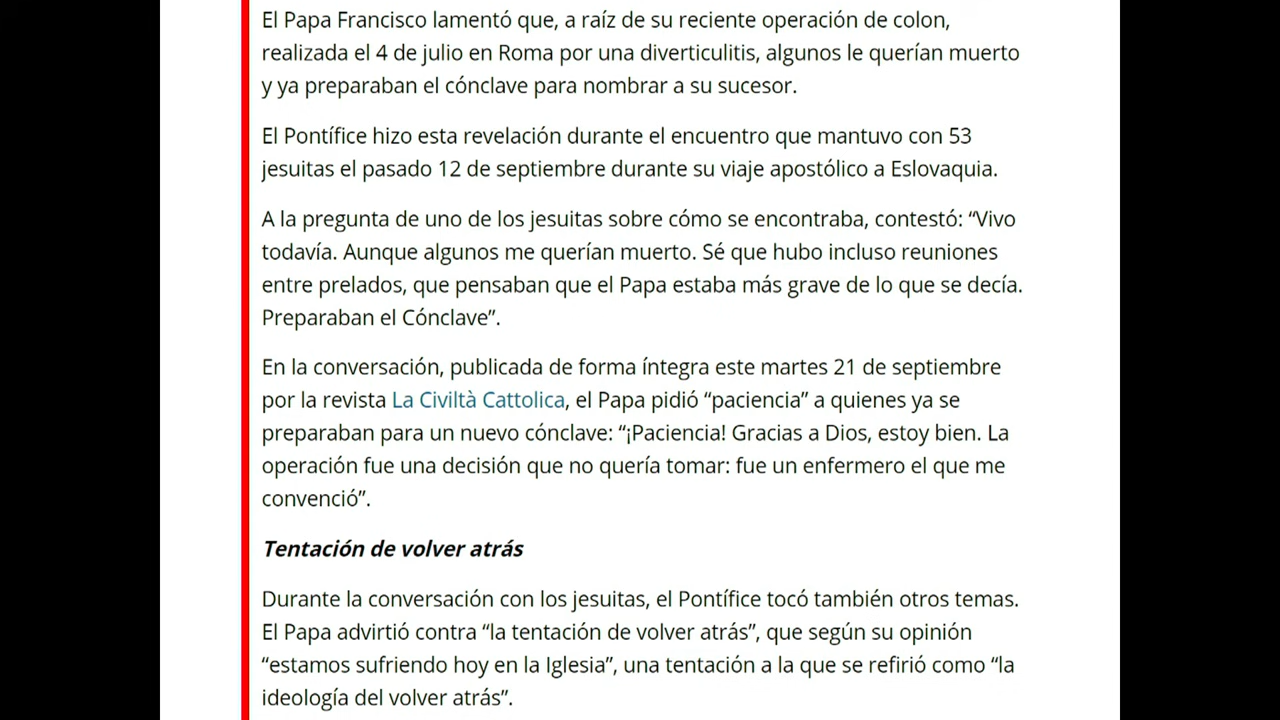 El Papa Francisco lamentó que, a raíz de su reciente operación de colon,
realizada el 4 de julio en Roma por una diverticulitis, algunos le querían muerto
y ya preparaban el cónclave para nombrar a su sucesor.
El Pontífice hizo esta revelación durante el encuentro que mantuvo con 53
jesuitas el pasado 12 de septiembre durante su viaje apostólico a Eslovaquia.
A la pregunta de uno de los jesuitas sobre cómo se encontraba, contestó: “Vivo
todavía. Aunque algunos me querían muerto. Sé que hubo incluso reuniones
entre prelados, que pensaban que el Papa estaba más grave de lo que se decía.
Preparaban el Cónclave”.
En la conversación, publicada de forma íntegra este martes 21 de septiembre
por la revista La Civiltà Cattolica, el Papa pidió “paciencia” a quienes ya se
preparaban para un nuevo cónclave: “¡Paciencia! Gracias a Dios, estoy bien. La
operación fue una decisión que no quería tomar: fue un enfermero el que me
convenció”.
Tentación de volver atrás
Durante la conversación con los jesuitas, el Pontífice tocó también otros temas.
El Papa advirtió contra “la tentación de volver atrás”, que según su opinión
“estamos sufriendo hoy en la Iglesia”, una tentación a la que se refirió como “la
ideología del volver atrás”.